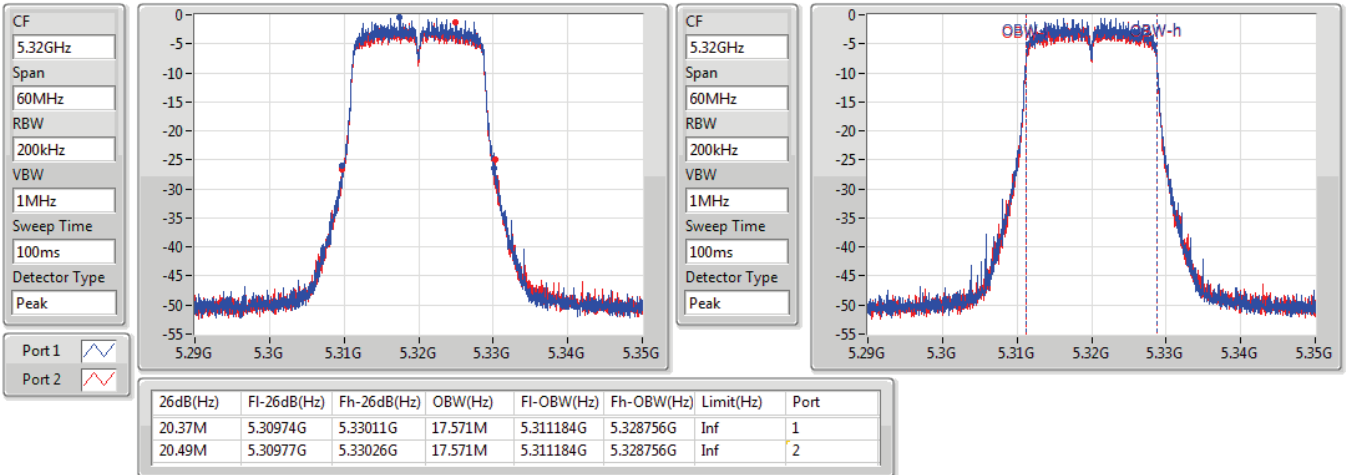 CF
5.32GHz
Span
60MHz
RBW
200kHz
VBW
1MHz
Sweep Time
100ms
Detector Type
Peak
Port 1
Port 2
0
-5
-10
-15
-20
-25
-30
-35
-40
-45
-50
-55
5.29G 5.3G 5.31G 5.32G 5.33G 5.34G 5.35G
CF
5.32GHz
Span
60MHz
RBW
200kHz
VBW
1MHz
Sweep Time
100ms
Detector Type
Peak
0
-5
-10
-15
-20
-25
-30
-35
-40
-45
-50
-55
OBW-h
5.29G 5.3G 5.31G 5.32G 5.33G 5.34G 5.35G
26dB(Hz) Fl-26dB(Hz) Fh-26dB(Hz) OBW(Hz) Fl-OBW(Hz) Fh-OBW(Hz) Limit(Hz) Port
20.37M 5.30974G 5.33011G 17.571M 5.311184G 5.328756G Inf 1
20.49M 5.30977G 5.33026G 17.571M 5.311184G 5.328756G Inf 2